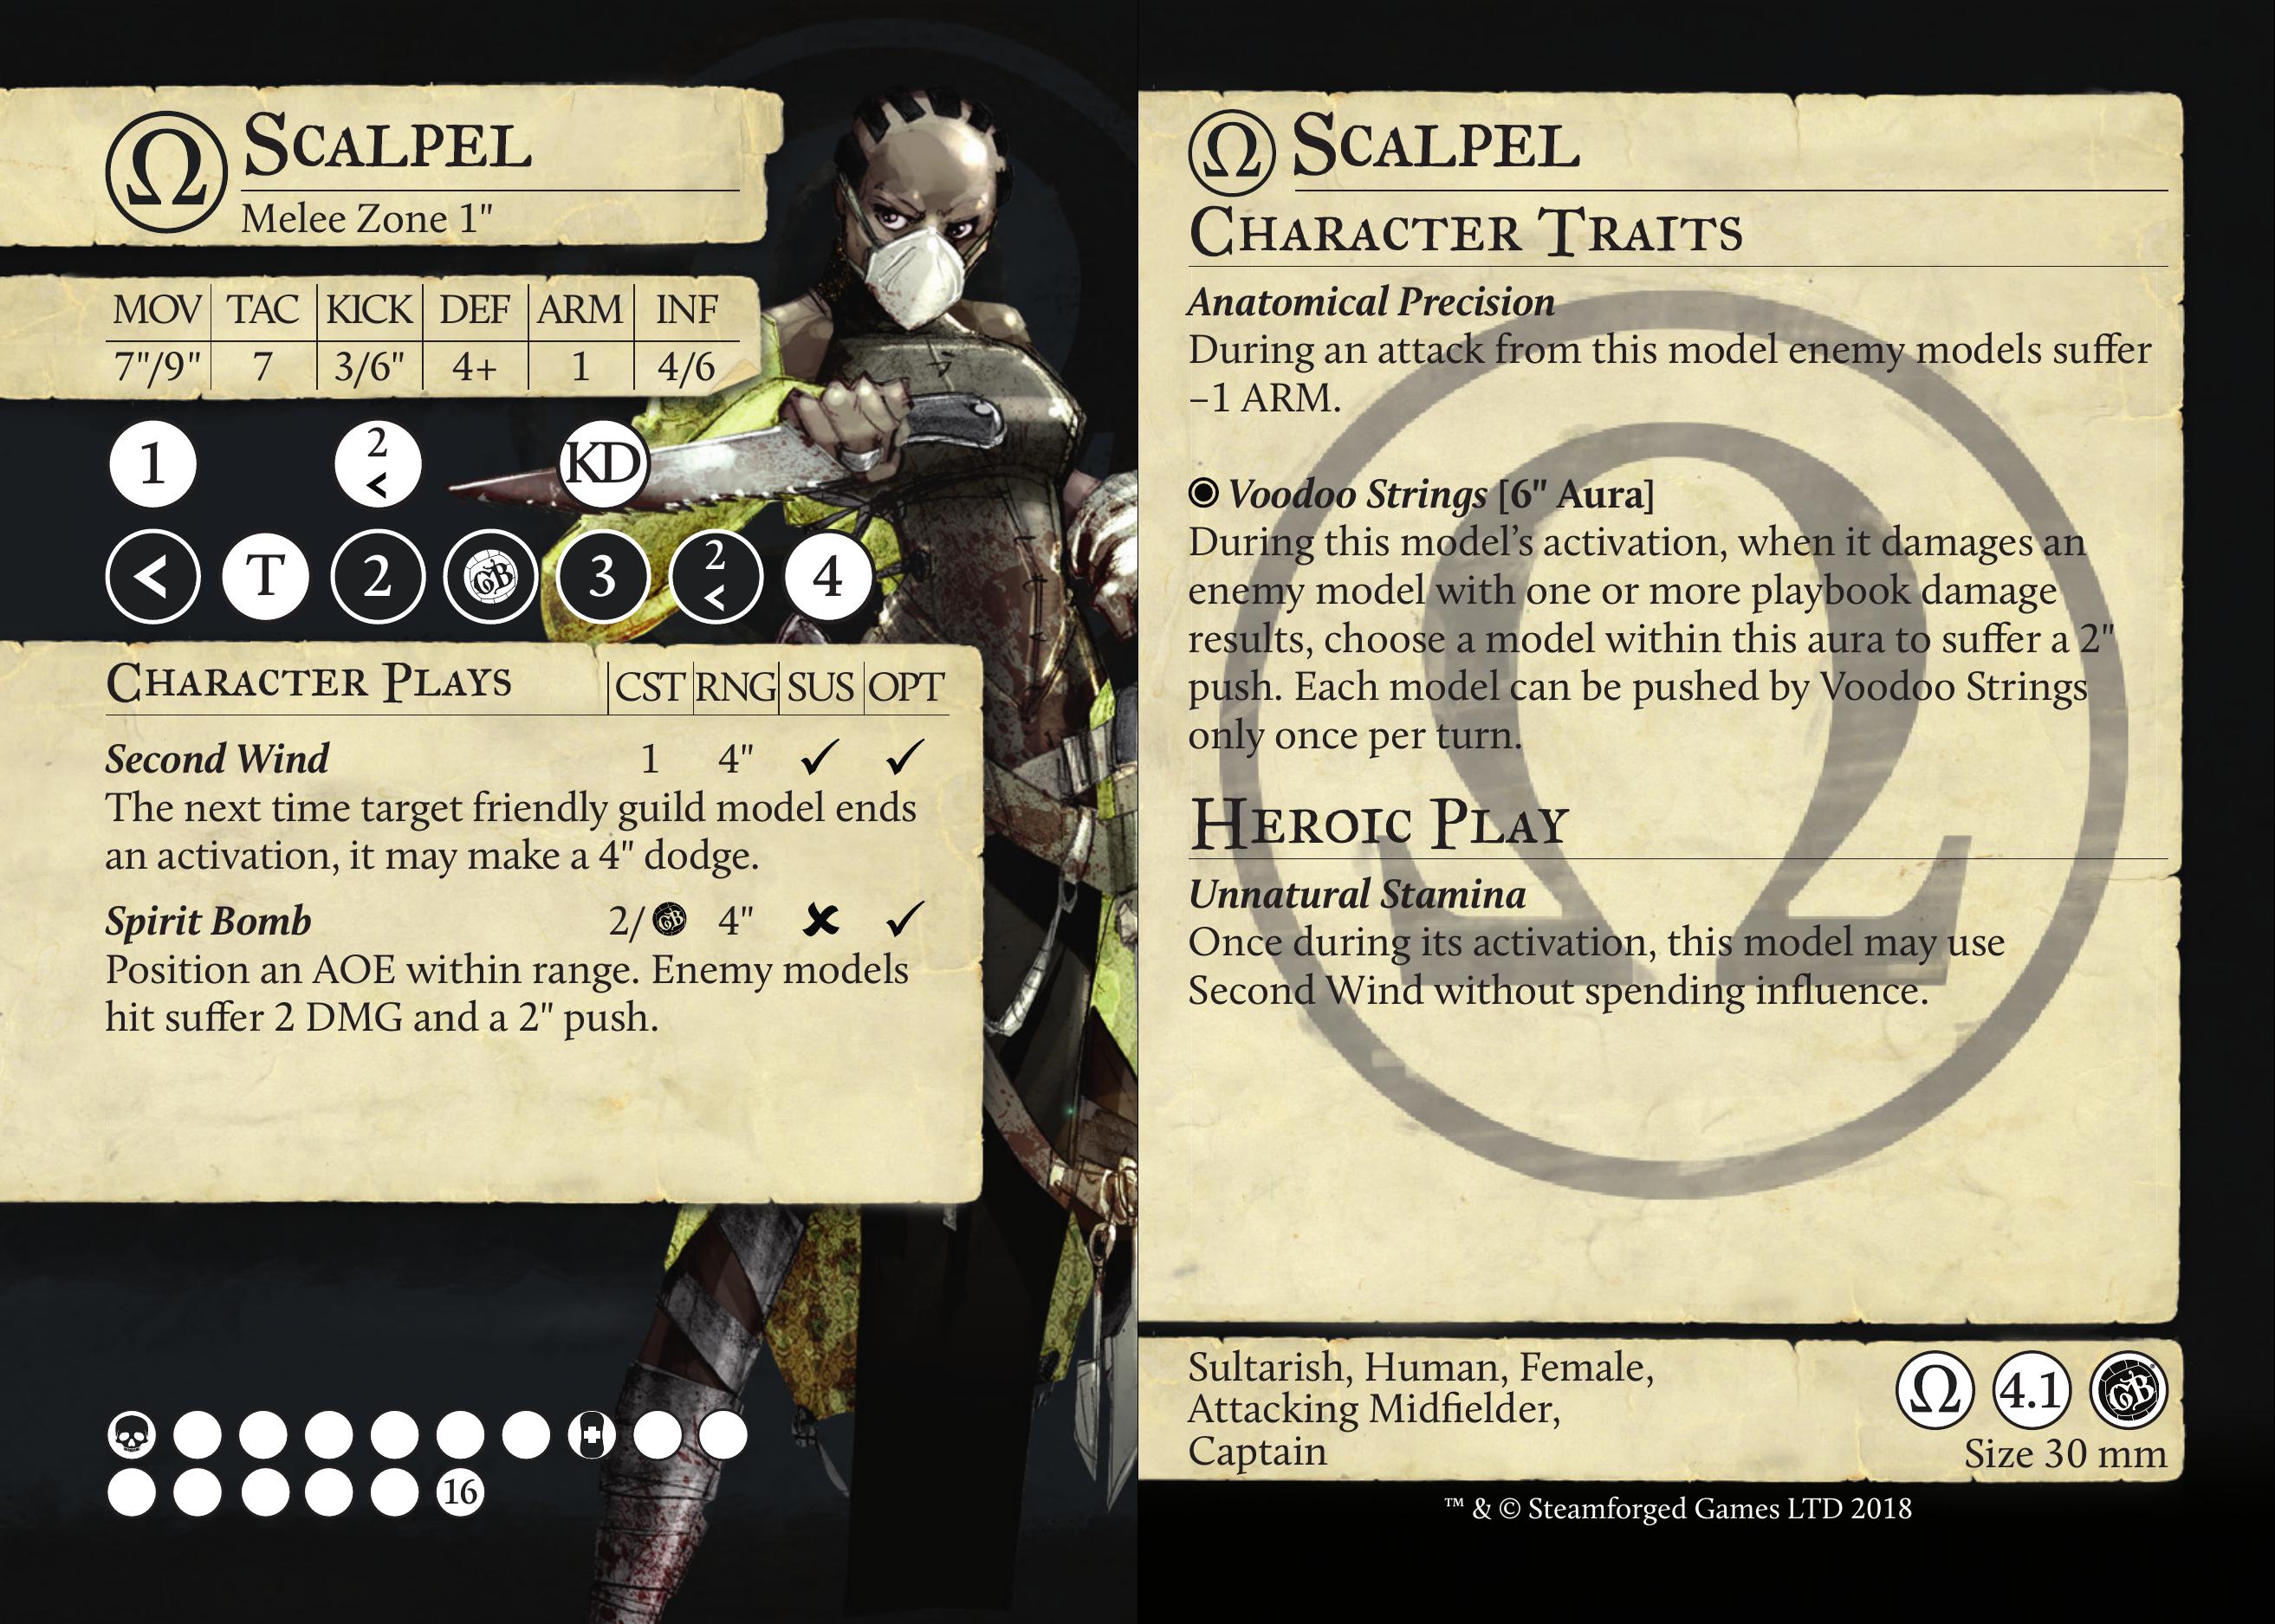 Ω SCALPEL
Melee Zone 1"
MOV TAC KICK DEF ARM INF
7"/9" 7 3/6" 4+ 1 4/6
1 2 < KD
< T 2 GB 3 2 < 4
CHARACTER PLAYS CST RNG SUS OPT
Second Wind 1 4" ✓ ✓
The next time target friendly guild model ends
an activation, it may make a 4" dodge.
Spirit Bomb 2/GB 4" ✘ ✓
Position an AOE within range. Enemy models
hit suffer 2 DMG and a 2" push.
16
Ω SCALPEL
CHARACTER TRAITS
Anatomical Precision
During an attack from this model enemy models suffer
−1 ARM.
Voodoo Strings [6" Aura]
During this model’s activation, when it damages an
enemy model with one or more playbook damage
results, choose a model within this aura to suffer a 2"
push. Each model can be pushed by Voodoo Strings
only once per turn.
HEROIC PLAY
Unnatural Stamina
Once during its activation, this model may use
Second Wind without spending influence.
Sultarish, Human, Female,
Attacking Midfielder,
Captain
Ω 4.1 GB
Size 30 mm
™ & © Steamforged Games LTD 2018